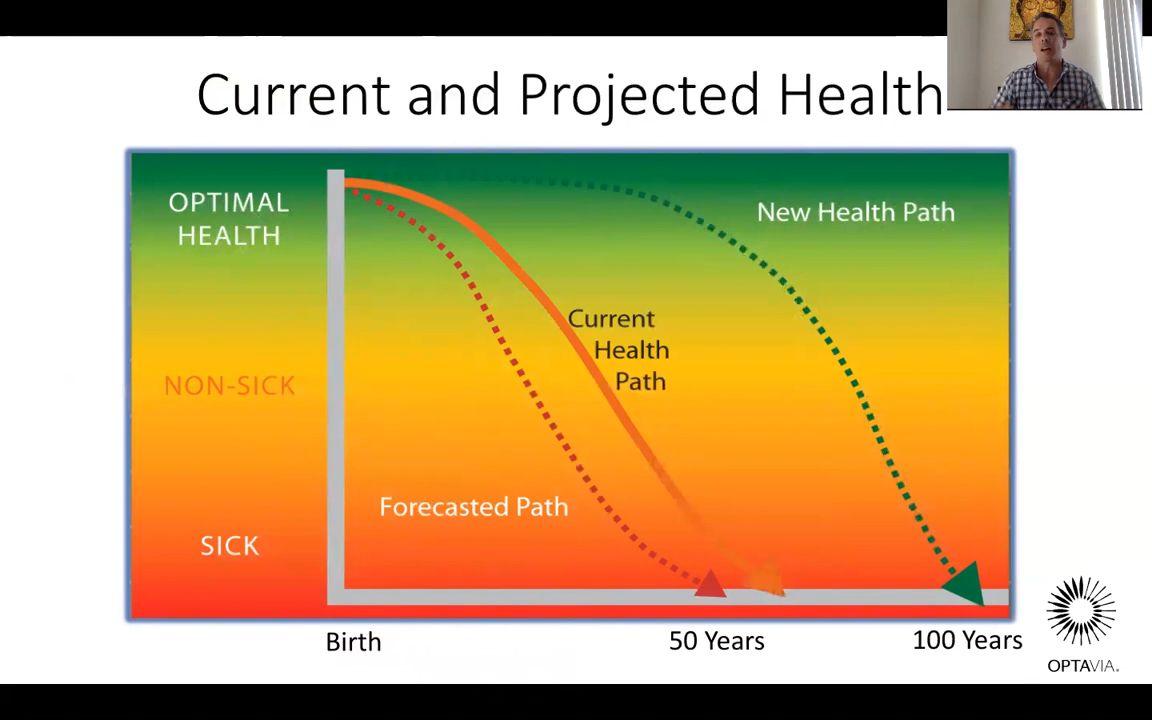 Current and Projected Health
OPTIMAL
HEALTH
New Health Path
Current
Health
Path
NON-SICK
Forecasted Path
SICK
Birth
50 Years
100 Years
OPTAVIA.